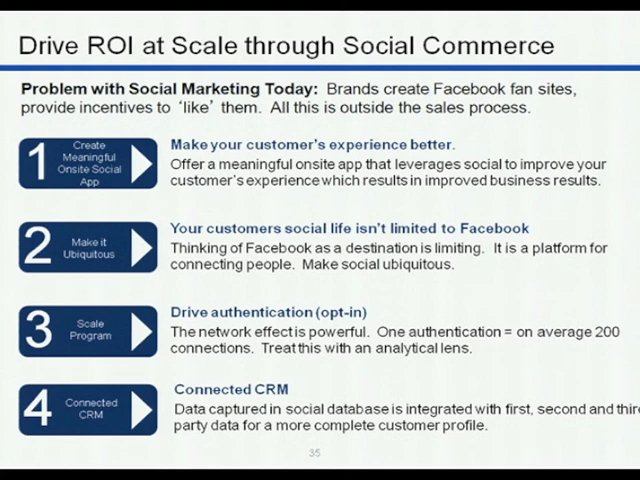 Drive ROI at Scale through Social Commerce
Problem with Social Marketing Today: Brands create Facebook fan sites,
provide incentives to ‘like’ them. All this is outside the sales process.
1
Create
Meaningful
Onsite Social
App
Make your customer's experience better.
Offer a meaningful onsite app that leverages social to improve your
customer's experience which results in improved business results.
2
Make it
Ubiquitous
Your customers social life isn't limited to Facebook
Thinking of Facebook as a destination is limiting. It is a platform for
connecting people. Make social ubiquitous.
3
Scale
Program
Drive authentication (opt-in)
The network effect is powerful. One authentication = on average 200
connections. Treat this with an analytical lens.
4
Connected
CRM
Connected CRM
Data captured in social database is integrated with first, second and third
party data for a more complete customer profile.
35